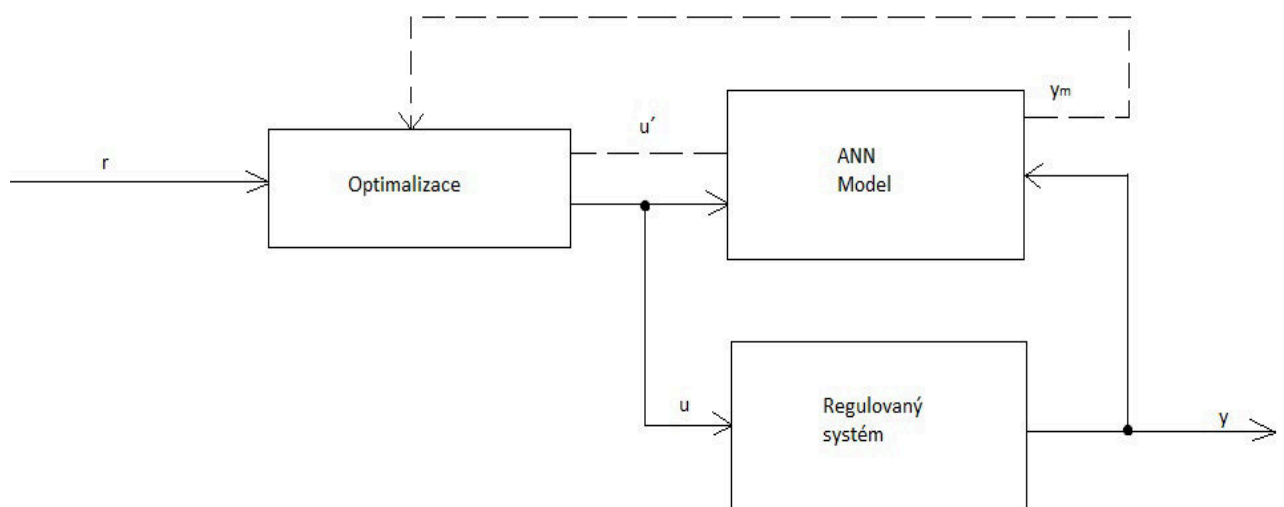 ym
u´
ANN
Model
r
Optimalizace
u
Regulovaný
systém
y